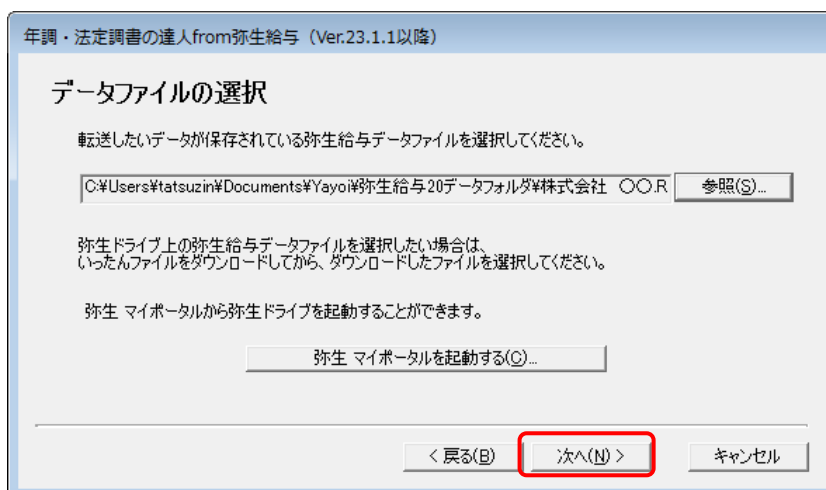 年調・法定調書の達人from弥生給与（Ver.23.1.1以降）
データファイルの選択
転送したいデータが保存されている弥生給与データファイルを選択してください。
C:¥Users¥tatsuzin¥Documents¥Yayoi¥弥生給与20データフォルダ¥株式会社　〇〇.R 参照(S)...
弥生ドライブ上の弥生給与データファイルを選択したい場合は、
いったんファイルをダウンロードしてから、ダウンロードしたファイルを選択してください。
弥生 マイポータルから弥生ドライブを起動することができます。
弥生 マイポータルを起動する(C)...
< 戻る(B) 次へ(N) > キャンセル